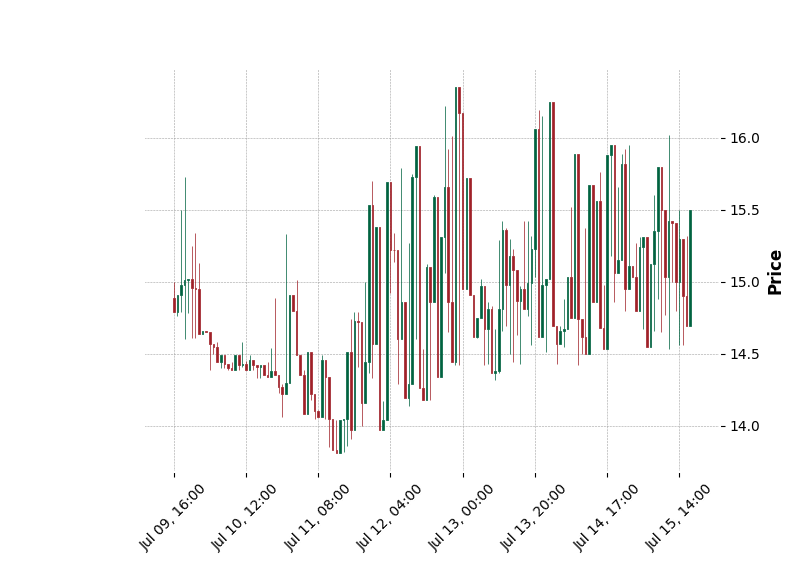 16.0
15.5
15.0
14.5
14.0
Price
Jul 09, 16:00
Jul 10, 12:00
Jul 11, 08:00
Jul 12, 04:00
Jul 13, 00:00
Jul 13, 20:00
Jul 14, 17:00
Jul 15, 14:00